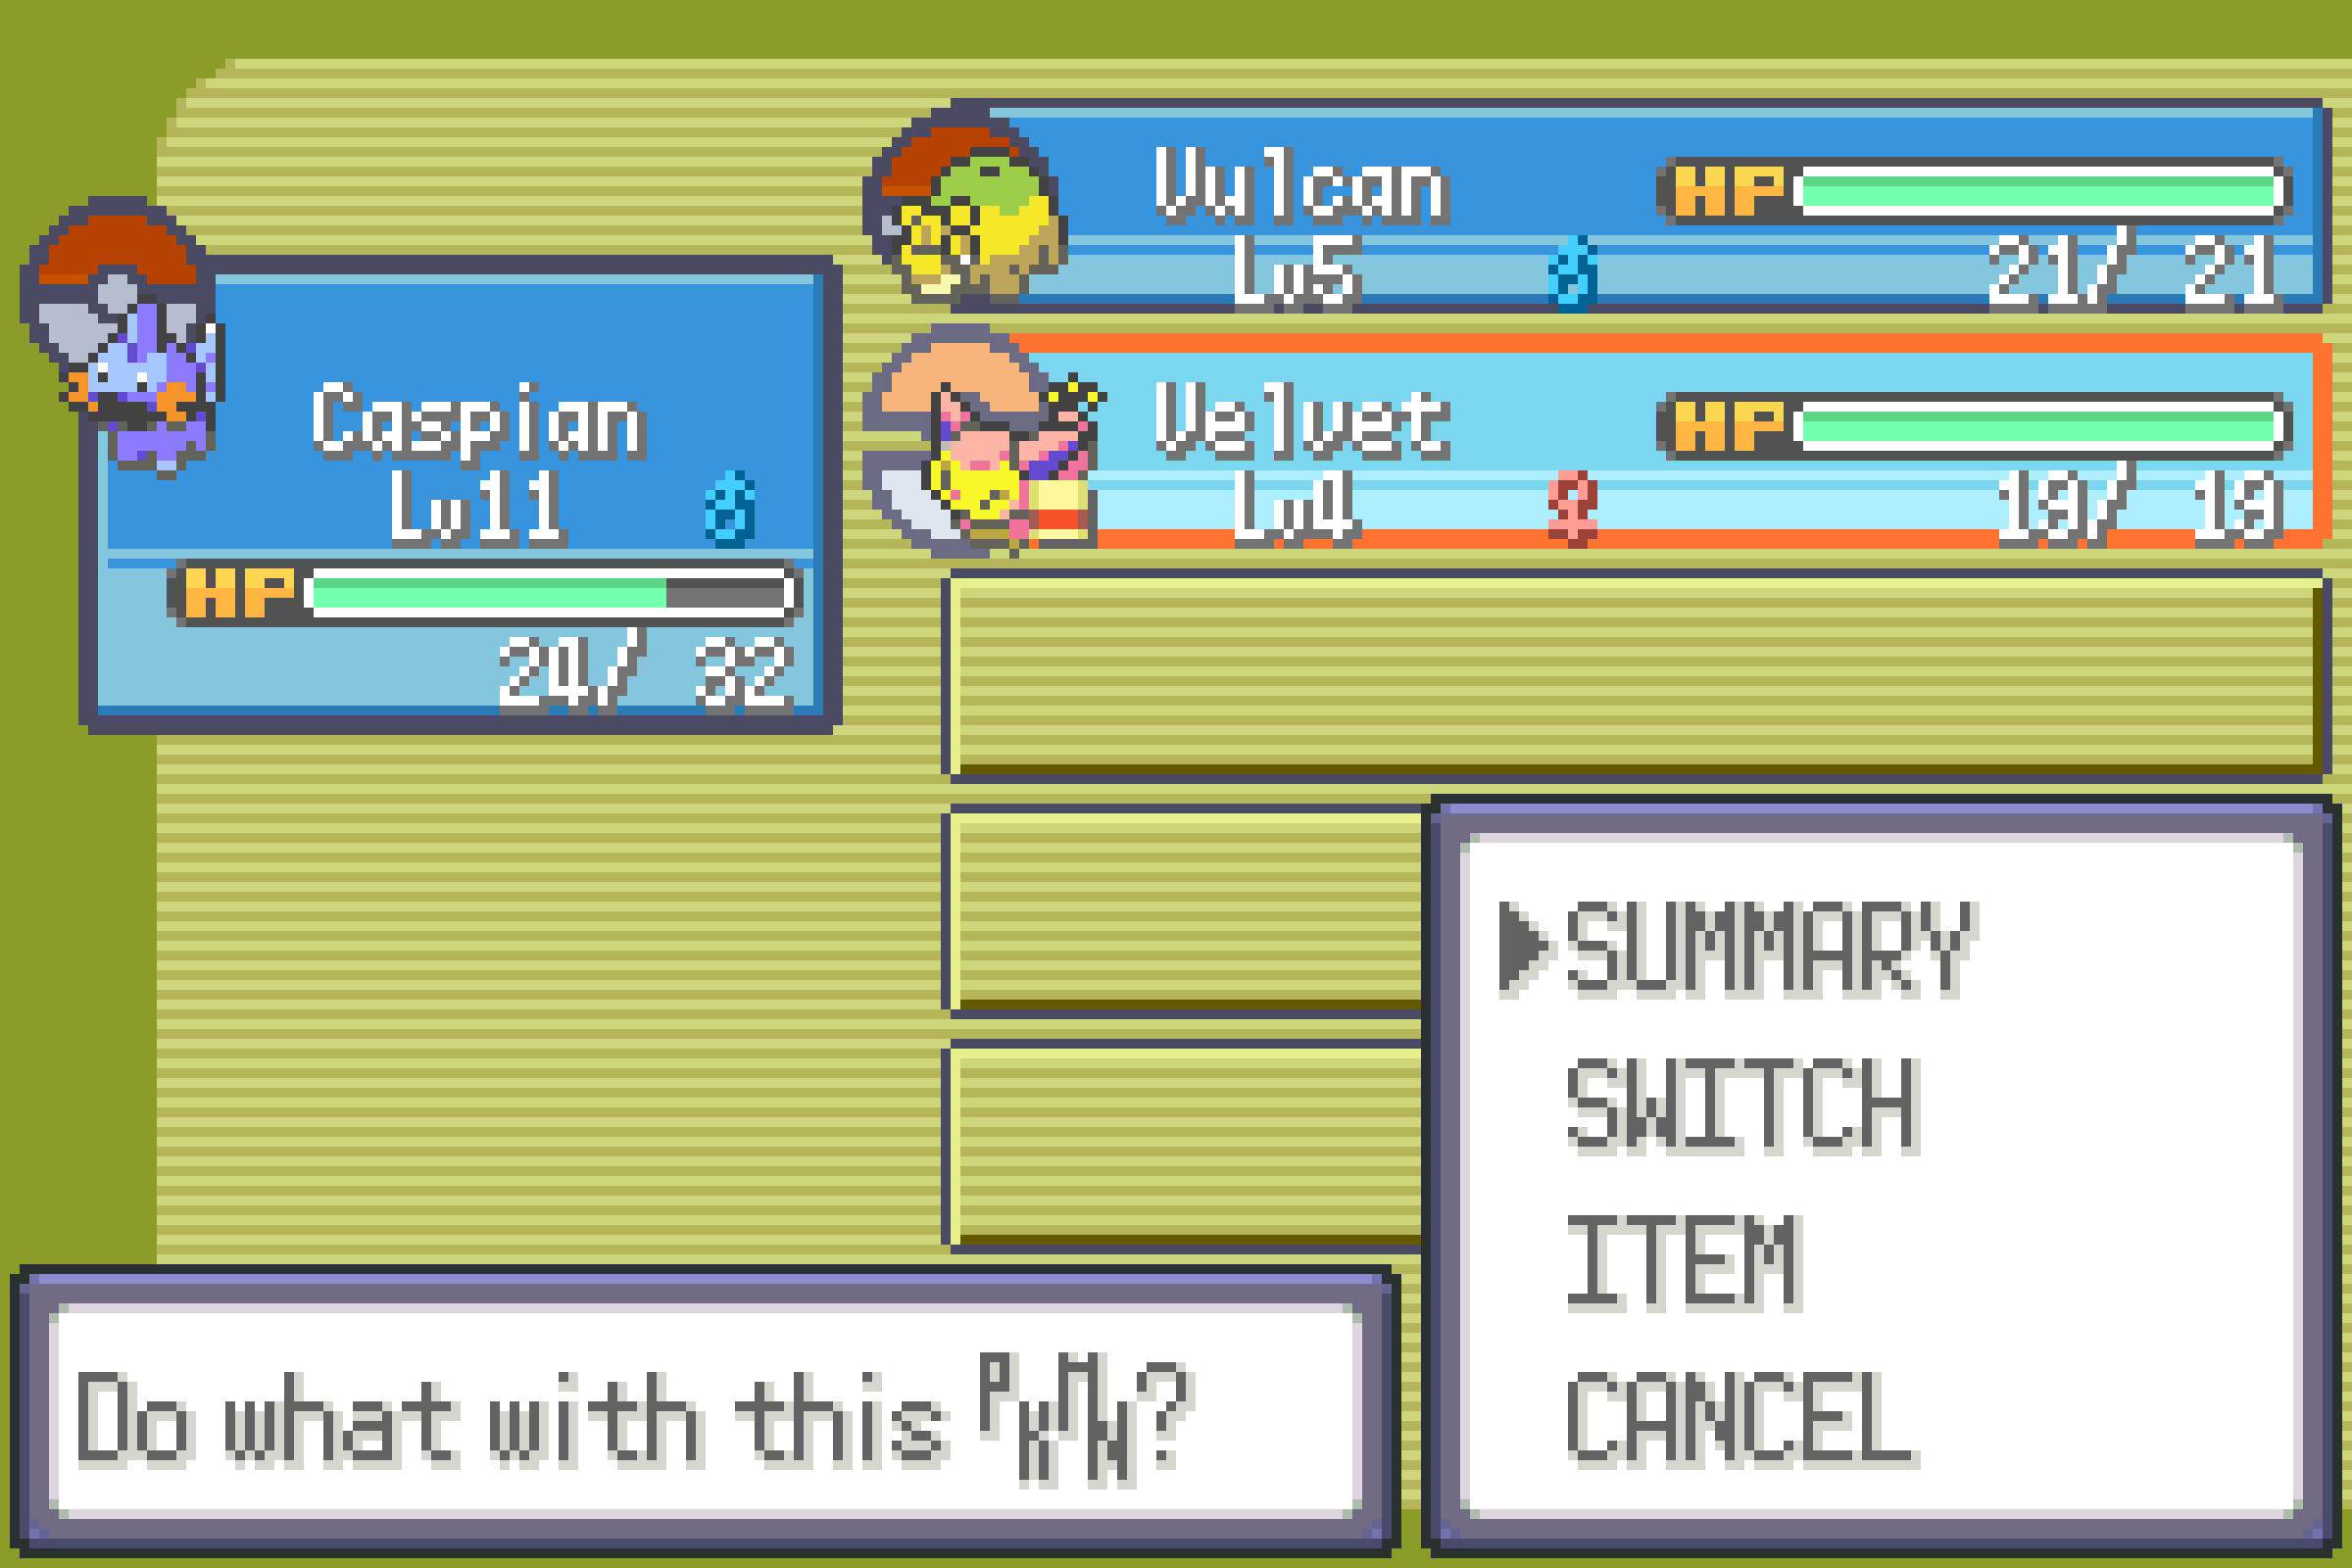 Caspian
Lv11 ♂
HP
24/ 32
Vulcan
HP
Lv5 ♂ 21/ 21
Velvet
HP
Lv4 ♀ 19/ 19
SUMMARY
SWITCH
ITEM
CANCEL
Do what with this PKMN?